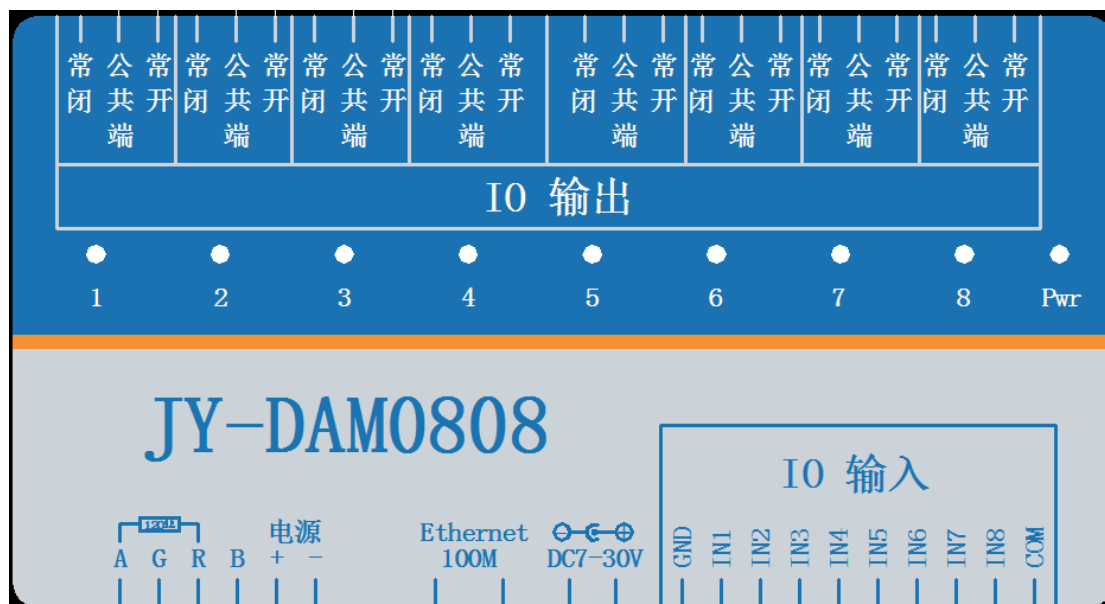 常闭 公共端 常开 常闭 公共端 常开 常闭 公共端 常开 常闭 公共端 常开 常闭 公共端 常开 常闭 公共端 常开 常闭 公共端 常开 常闭 公共端 常开
IO 输出
1 2 3 4 5 6 7 8 Pwr
JY-DAM0808
IO 输入
电源 Ethernet
A G R B + - 100M DC7-30V
GND IN1 IN2 IN3 IN4 IN5 IN6 IN7 IN8 COM